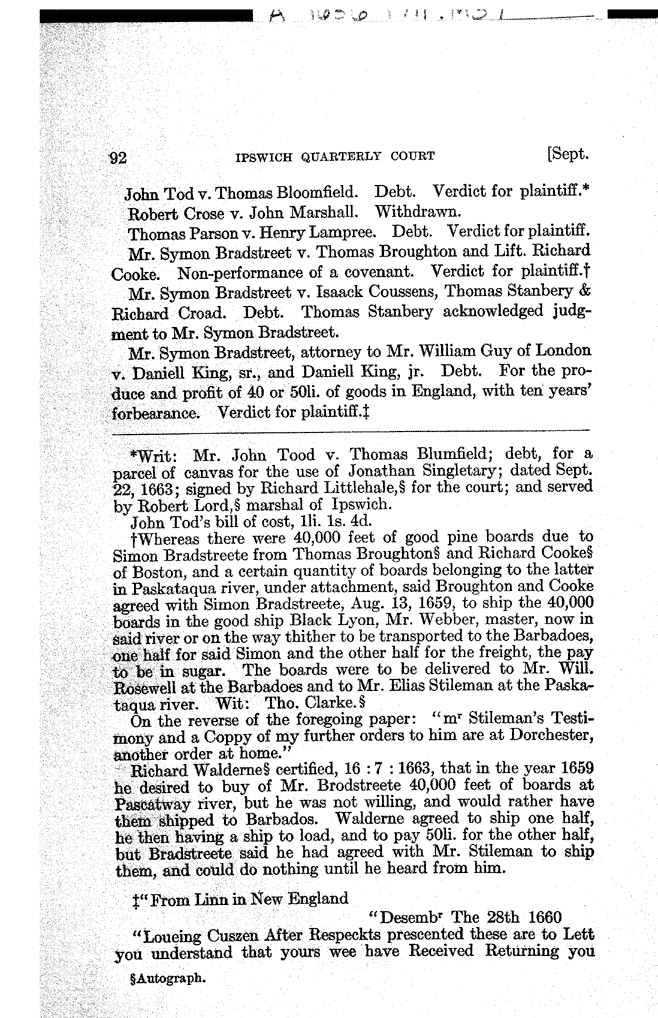 92 IPSWICH QUARTERLY COURT [Sept.
John Tod v. Thomas Bloomfield. Debt. Verdict for plaintiff.*
Robert Crose v. John Marshall. Withdrawn.
Thomas Parson v. Henry Lampree. Debt. Verdict for plaintiff.
Mr. Symon Bradstreet v. Thomas Broughton and Lift. Richard
Cooke. Non-performance of a covenant. Verdict for plaintiff.†
Mr. Symon Bradstreet v. Isaack Coussens, Thomas Stanbery &
Richard Croad. Debt. Thomas Stanbery acknowledged judg-
ment to Mr. Symon Bradstreet.
Mr. Symon Bradstreet, attorney to Mr. William Guy of London
v. Daniell King, sr., and Daniell King, jr. Debt. For the pro-
duce and profit of 40 or 50li. of goods in England, with ten years'
forbearance. Verdict for plaintiff.‡
*Writ: Mr. John Tood v. Thomas Blumfield; debt, for a
parcel of canvas for the use of Jonathan Singletary; dated Sept.
22, 1663; signed by Richard Littlehale,§ for the court; and served
by Robert Lord,§ marshal of Ipswich.
John Tod's bill of cost, 1li. 1s. 4d.
†Whereas there were 40,000 feet of good pine boards due to
Simon Bradstreete from Thomas Broughton§ and Richard Cooke§
of Boston, and a certain quantity of boards belonging to the latter
in Paskataqua river, under attachment, said Broughton and Cooke
agreed with Simon Bradstreete, Aug. 13, 1659, to ship the 40,000
boards in the good ship Black Lyon, Mr. Webber, master, now in
said river or on the way thither to be transported to the Barbadoes,
one half for said Simon and the other half for the freight, the pay
to be in sugar. The boards were to be delivered to Mr. Will.
Rosewell at the Barbadoes and to Mr. Elias Stileman at the Paska-
taqua river. Wit: Tho. Clarke.§
On the reverse of the foregoing paper: "mʳ Stileman's Testi-
mony and a Coppy of my further orders to him are at Dorchester,
another order at home."
Richard Walderne§ certified, 16 : 7 : 1663, that in the year 1659
he desired to buy of Mr. Brodstreete 40,000 feet of boards at
Pascatway river, but he was not willing, and would rather have
them shipped to Barbados. Walderne agreed to ship one half,
he then having a ship to load, and to pay 50li. for the other half,
but Bradstreete said he had agreed with Mr. Stileman to ship
them, and could do nothing until he heard from him.
‡"From Linn in New England
"Desembʳ The 28th 1660
"Loueing Cuszen After Respeckts prescented these are to Lett
you understand that yours wee have Received Returning you
§Autograph.